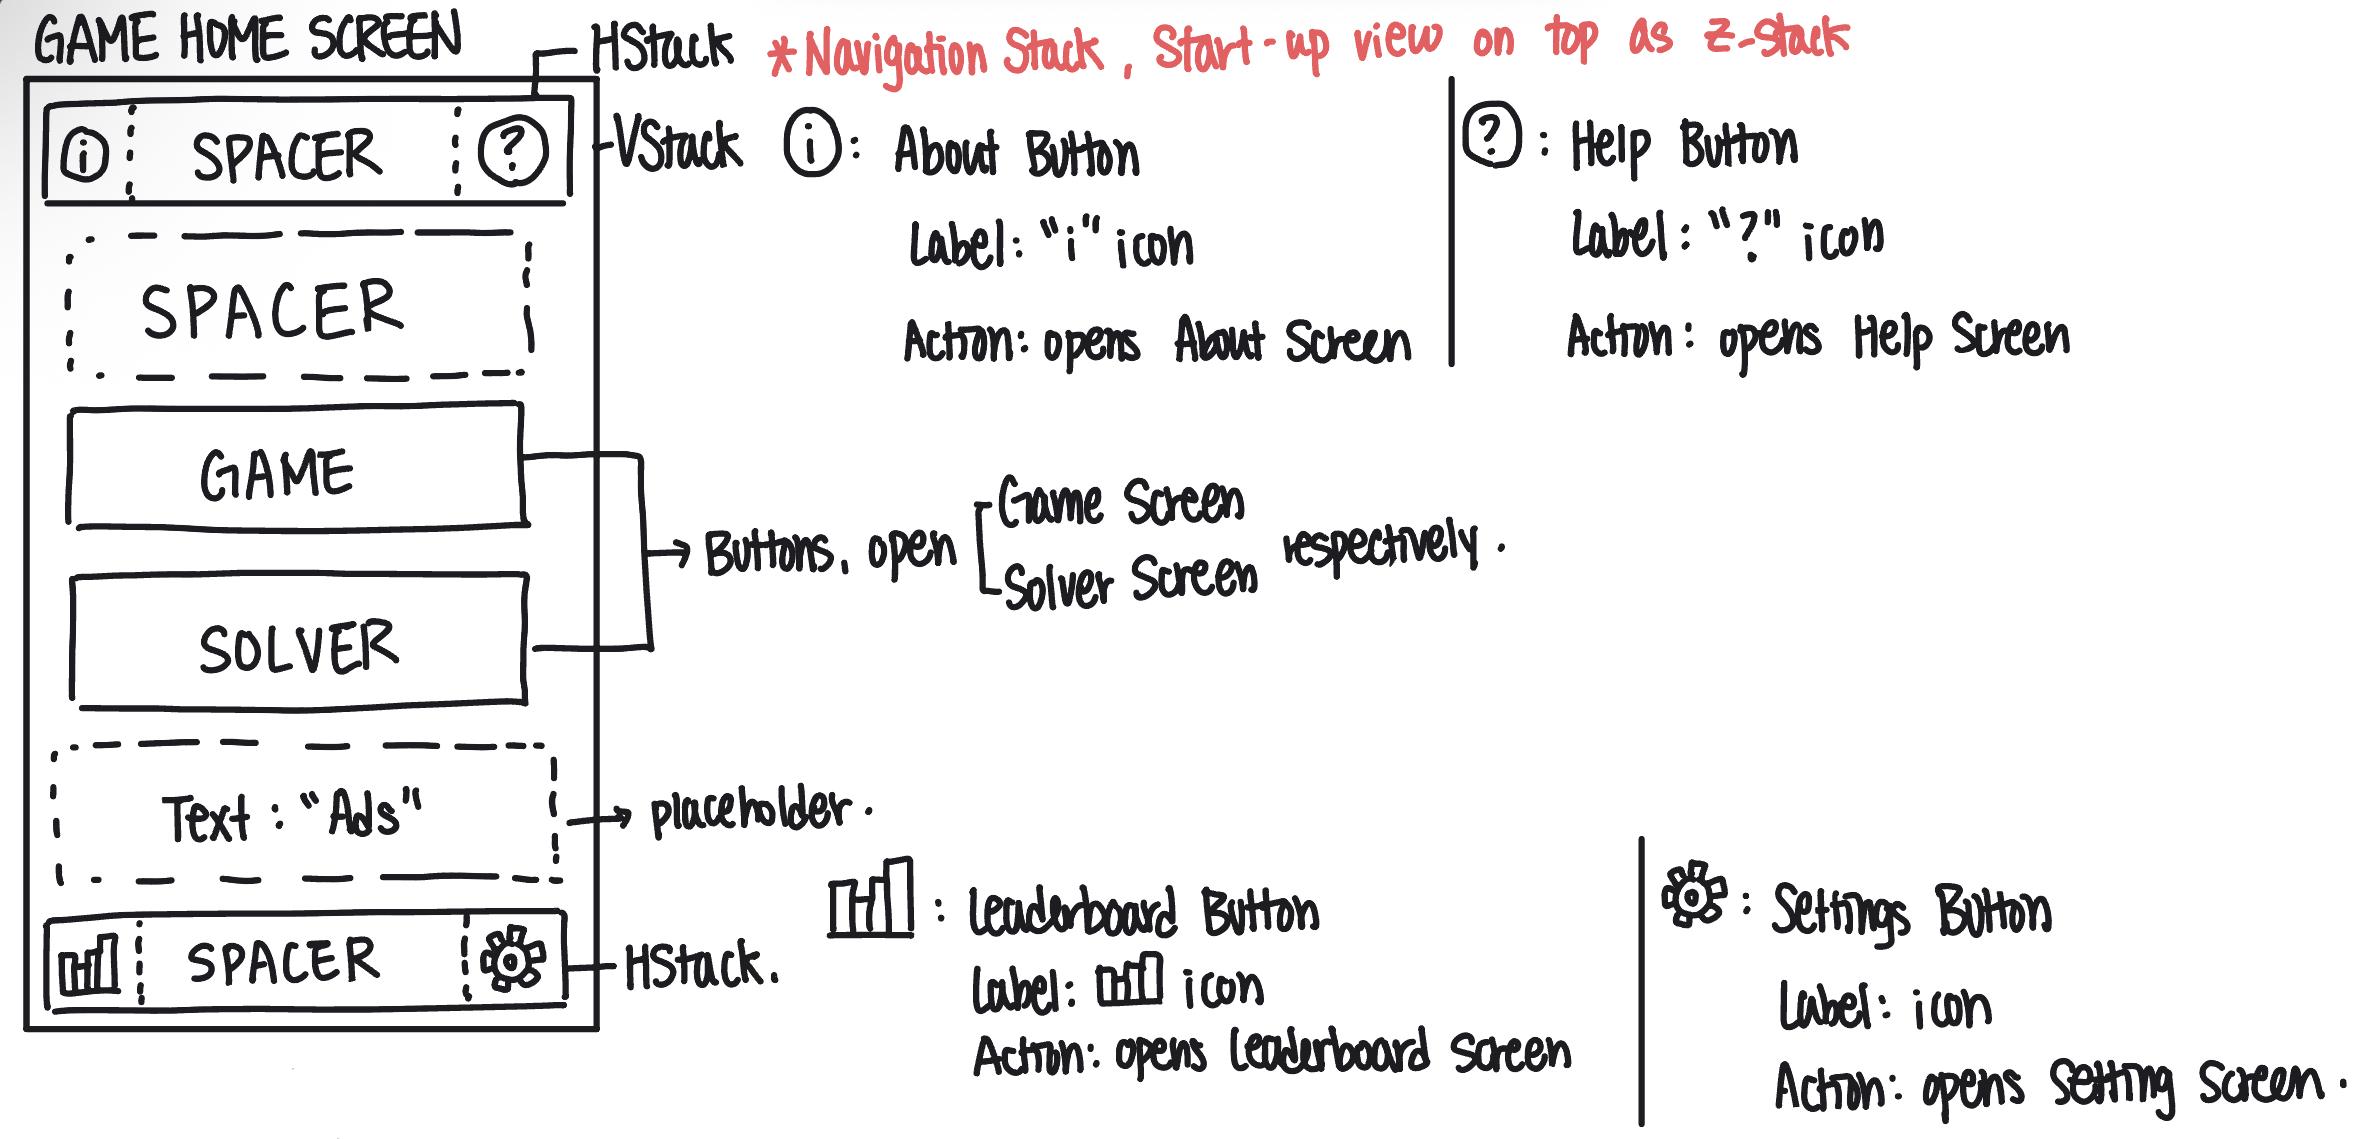 GAME HOME SCREEN
HStack
*Navigation Stack, Start-up view on top as z-stack
i SPACER ?
VStack
i : About Button
Label: "i" icon
Action: opens About Screen
? : Help Button
Label: "?" icon
Action: opens Help Screen
SPACER
GAME
SOLVER
Buttons, open
Game Screen
Solver Screen
respectively.
Text: "Ads"
placeholder.
SPACER
HStack.
: Leaderboard Button
Label: icon
Action: opens Leaderboard Screen
: Settings Button
Label: icon
Action: opens Setting Screen.